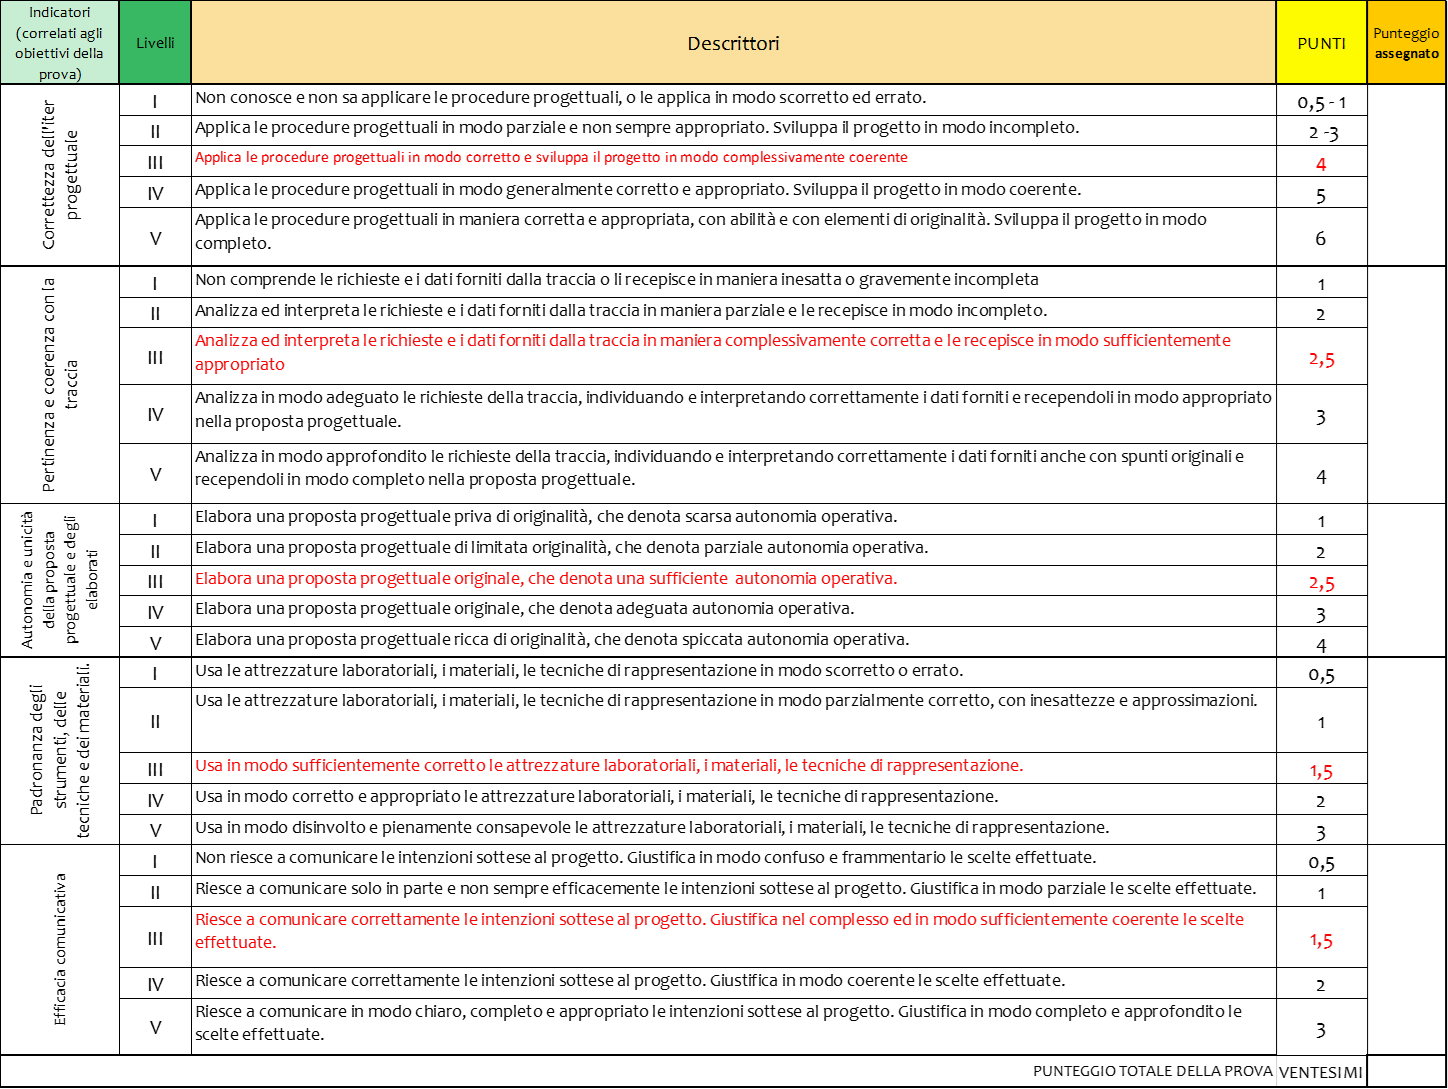 Indicatori
(correlati agli
obiettivi della
prova)
Livelli
Descrittori
PUNTI
Punteggio
assegnato
Correttezza dell'iter
progettuale
I
Non conosce e non sa applicare le procedure progettuali, o le applica in modo scorretto ed errato.
0,5 - 1
II
Applica le procedure progettuali in modo parziale e non sempre appropriato. Sviluppa il progetto in modo incompleto.
2 -3
III
Applica le procedure progettuali in modo corretto e sviluppa il progetto in modo complessivamente coerente
4
IV
Applica le procedure progettuali in modo generalmente corretto e appropriato. Sviluppa il progetto in modo coerente.
5
V
Applica le procedure progettuali in maniera corretta e appropriata, con abilità e con elementi di originalità. Sviluppa il progetto in modo
completo.
6
Pertinenza e coerenza con la
traccia
I
Non comprende le richieste e i dati forniti dalla traccia o li recepisce in maniera inesatta o gravemente incompleta
1
II
Analizza ed interpreta le richieste e i dati forniti dalla traccia in maniera parziale e le recepisce in modo incompleto.
2
III
Analizza ed interpreta le richieste e i dati forniti dalla traccia in maniera complessivamente corretta e le recepisce in modo sufficientemente
appropriato
2,5
IV
Analizza in modo adeguato le richieste della traccia, individuando e interpretando correttamente i dati forniti e recependoli in modo appropriato
nella proposta progettuale.
3
V
Analizza in modo approfondito le richieste della traccia, individuando e interpretando correttamente i dati forniti anche con spunti originali e
recependoli in modo completo nella proposta progettuale.
4
Autonomia e unicità
della proposta
progettuale e degli
elaborati
I
Elabora una proposta progettuale priva di originalità, che denota scarsa autonomia operativa.
1
II
Elabora una proposta progettuale di limitata originalità, che denota parziale autonomia operativa.
2
III
Elabora una proposta progettuale originale, che denota una sufficiente autonomia operativa.
2,5
IV
Elabora una proposta progettuale originale, che denota adeguata autonomia operativa.
3
V
Elabora una proposta progettuale ricca di originalità, che denota spiccata autonomia operativa.
4
Padronanza degli
strumenti, delle
tecniche e dei materiali.
I
Usa le attrezzature laboratoriali, i materiali, le tecniche di rappresentazione in modo scorretto o errato.
0,5
II
Usa le attrezzature laboratoriali, i materiali, le tecniche di rappresentazione in modo parzialmente corretto, con inesattezze e approssimazioni.
1
III
Usa in modo sufficientemente corretto le attrezzature laboratoriali, i materiali, le tecniche di rappresentazione.
1,5
IV
Usa in modo corretto e appropriato le attrezzature laboratoriali, i materiali, le tecniche di rappresentazione.
2
V
Usa in modo disinvolto e pienamente consapevole le attrezzature laboratoriali, i materiali, le tecniche di rappresentazione.
3
Efficacia comunicativa
I
Non riesce a comunicare le intenzioni sottese al progetto. Giustifica in modo confuso e frammentario le scelte effettuate.
0,5
II
Riesce a comunicare solo in parte e non sempre efficacemente le intenzioni sottese al progetto. Giustifica in modo parziale le scelte effettuate.
1
III
Riesce a comunicare correttamente le intenzioni sottese al progetto. Giustifica nel complesso ed in modo sufficientemente coerente le scelte
effettuate.
1,5
IV
Riesce a comunicare correttamente le intenzioni sottese al progetto. Giustifica in modo coerente le scelte effettuate.
2
V
Riesce a comunicare in modo chiaro, completo e appropriato le intenzioni sottese al progetto. Giustifica in modo completo e approfondito le
scelte effettuate.
3
PUNTEGGIO TOTALE DELLA PROVA
VENTESIMI